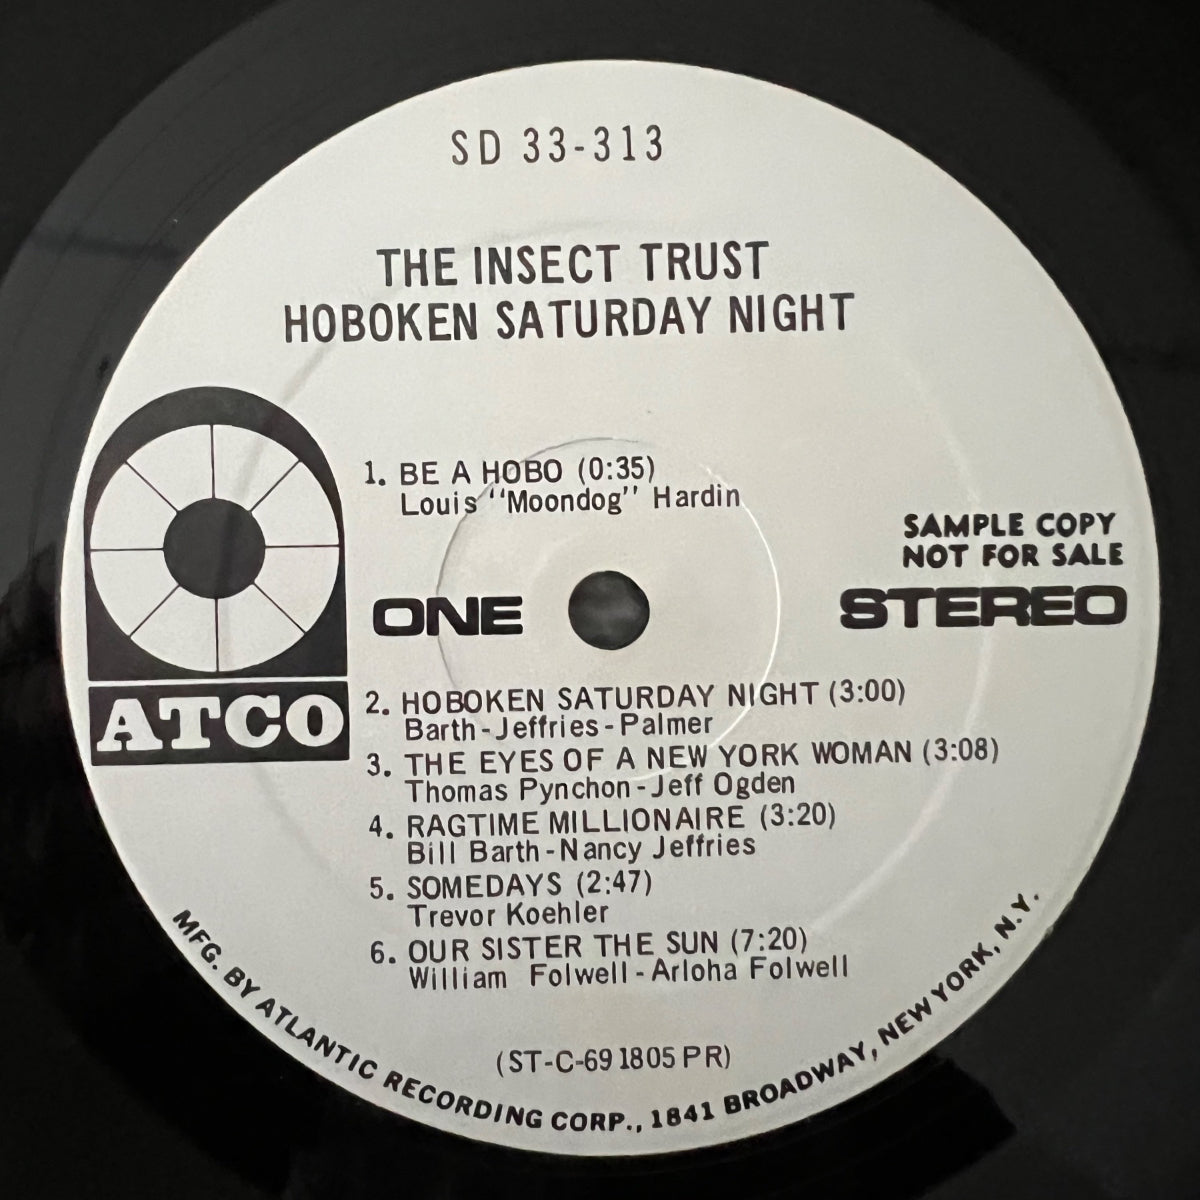 SD 33-313
THE INSECT TRUST
HOBOKEN SATURDAY NIGHT
1. BE A HOBO (0:35)
Louis "Moondog" Hardin
SAMPLE COPY
NOT FOR SALE
ONE
STEREO
ATCO
2. HOBOKEN SATURDAY NIGHT (3:00)
Barth-Jeffries-Palmer
3. THE EYES OF A NEW YORK WOMAN (3:08)
Thomas Pynchon-Jeff Ogden
4. RAGTIME MILLIONAIRE (3:20)
Bill Barth-Nancy Jeffries
5. SOMEDAYS (2:47)
Trevor Koehler
6. OUR SISTER THE SUN (7:20)
William Folwell-Arloha Folwell
(ST-C-691805 PR)
MFG. BY ATLANTIC RECORDING CORP., 1841 BROADWAY, NEW YORK, N.Y.